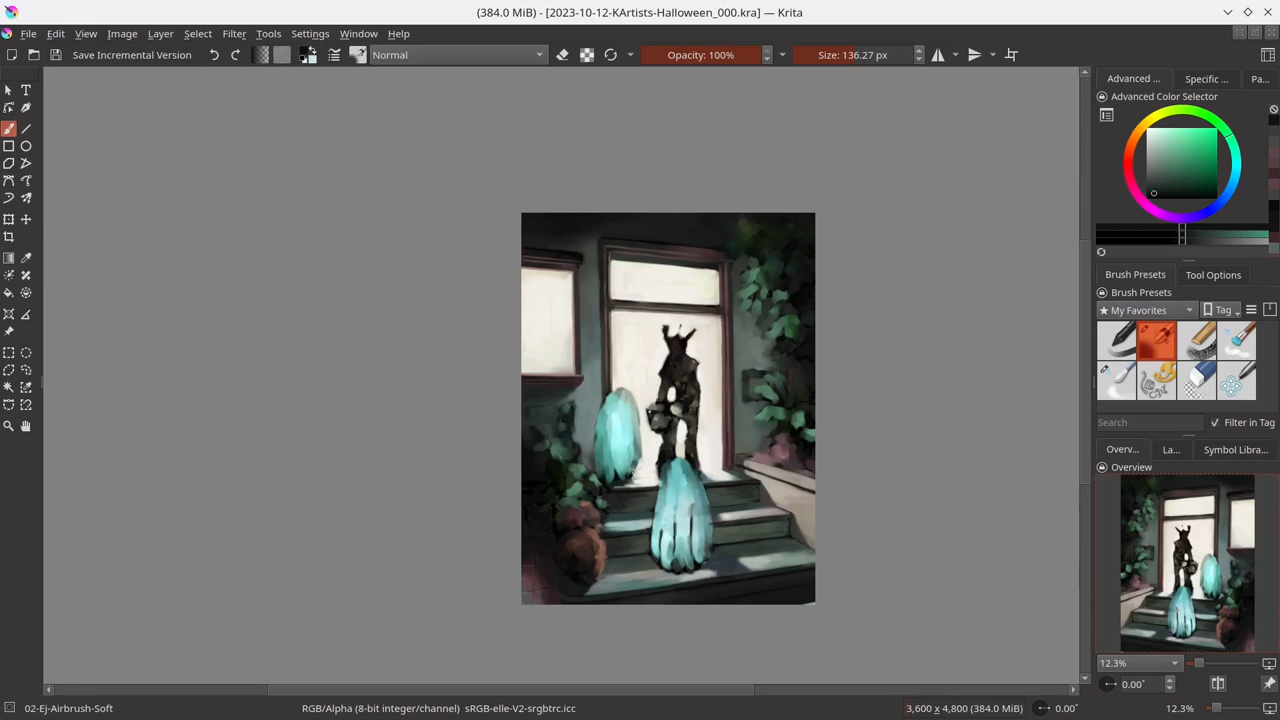 (384.0 MiB) - [2023-10-12-KArtists-Halloween_000.kra] — Krita
File Edit View Image Layer Select Filter Tools Settings Window Help
Save Incremental Version
Normal
Opacity: 100%
Size: 136.27 px
Advanced ... Specific ... Pa...
Advanced Color Selector
Brush Presets Tool Options
Brush Presets
★ My Favorites
Tag
Search
Filter in Tag
Overv... La... Symbol Libra...
Overview
12.3%
0.00°
02-Ej-Airbrush-Soft
RGB/Alpha (8-bit integer/channel) sRGB-elle-V2-srgbtrc.icc
3,600 x 4,800 (384.0 MiB)
0.00°
12.3%